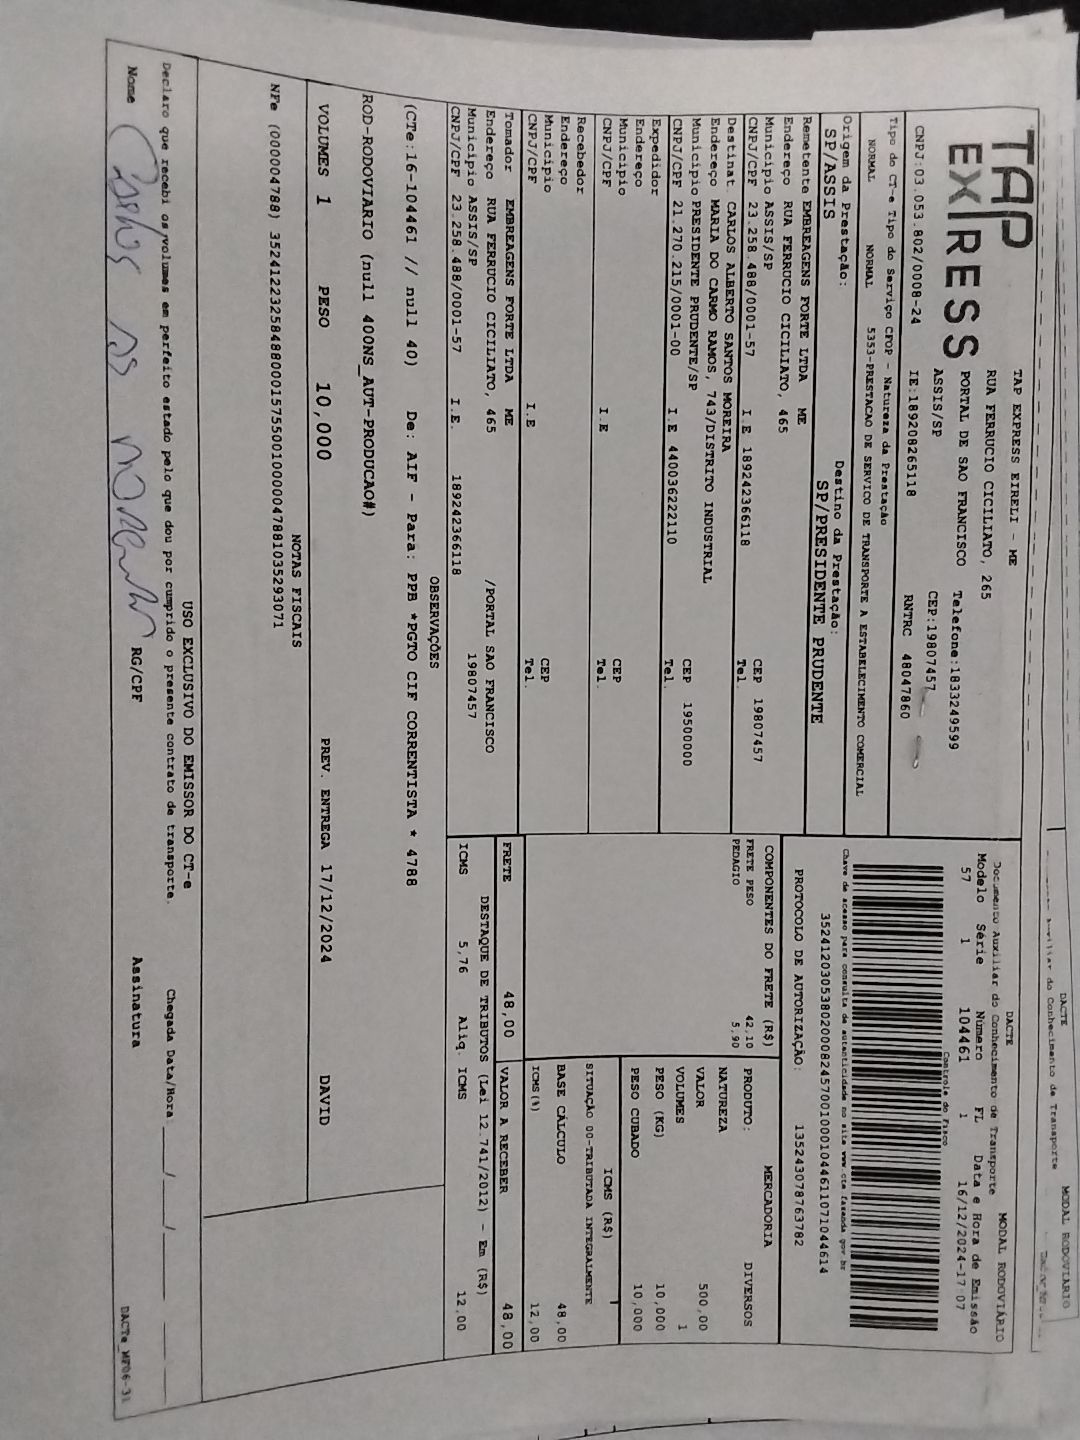 TAP
EXPRESS
TAP EXPRESS EIRELI - ME
RUA FERRUCIO CICILIATO, 265
PORTAL DE SAO FRANCISCO Telefone:1833249599
ASSIS/SP CEP:19807457
CNPJ:03.053.802/0008-24 IE:189208265118 RNTRC 48047860
Tipo do CT-e Tipo do Serviço CFOP - Natureza da Prestação
NORMAL NORMAL 5353-PRESTACAO DE SERVICO DE TRANSPORTE A ESTABELECIMENTO COMERCIAL
Origem da Prestação: Destino da Prestação:
SP/ASSIS SP/PRESIDENTE PRUDENTE
Remetente EMBREAGENS FORTE LTDA ME
Endereço RUA FERRUCIO CICILIATO, 465
Município ASSIS/SP CEP 19807457
CNPJ/CPF 23.258.488/0001-57 I.E 189242366118 Tel.
Destinat CARLOS ALBERTO SANTOS MOREIRA
Endereço MARIA DO CARMO RAMOS, 743/DISTRITO INDUSTRIAL
Município PRESIDENTE PRUDENTE/SP CEP 19500000
CNPJ/CPF 21.270.215/0001-00 I.E 440036222110 Tel.
Expedidor
Endereço
Município CEP
CNPJ/CPF I.E Tel.
Recebedor
Endereço
Município CEP
CNPJ/CPF I.E Tel.
Tomador EMBREAGENS FORTE LTDA ME
Endereço RUA FERRUCIO CICILIATO, 465 /PORTAL SAO FRANCISCO
Município ASSIS/SP 19807457
CNPJ/CPF 23.258.488/0001-57 I.E. 189242366118
DACTE MODAL RODOVIÁRIO
Documento Auxiliar do Conhecimento de Transporte
Modelo Série Número FL Data e Hora de Emissão
57 1 104461 1 16/12/2024-17:07
Controle do Fisco
Chave de acesso para consulta de autenticidade no site www.cte.fazenda.gov.br
35241203053802000824570010001044611071044614
PROTOCOLO DE AUTORIZAÇÃO: 135243078763782
COMPONENTES DO FRETE (R$)
FRETE PESO 42,10
PEDAGIO 5,90
MERCADORIA
PRODUTO: DIVERSOS
NATUREZA
VALOR 500,00
VOLUMES 1
PESO (KG) 10,000
PESO CUBADO 10,000
ICMS (R$)
SITUAÇÃO 00-TRIBUTADA INTEGRALMENTE
BASE CÁLCULO 48,00
ICMS(%) 12,00
FRETE 48,00 VALOR A RECEBER 48,00
DESTAQUE DE TRIBUTOS (Lei 12.741/2012) - Em (R$)
ICMS 5,76 Aliq. ICMS 12,00
OBSERVAÇÕES
(CTe:16-104461 // null 40) De: AIF - Para: PPB *PGTO CIF CORRENTISTA * 4788
ROD-RODOVIARIO (null 400NS_AUT-PRODUCAO#)
VOLUMES 1 PESO 10,000 PREV. ENTREGA 17/12/2024 DAVID
NOTAS FISCAIS
NFe (000004788) 35241223258488000157550010000047881035293071
USO EXCLUSIVO DO EMISSOR DO CT-e
Declaro que recebi os volumes em perfeito estado pelo que dou por cumprido o presente contrato de transporte. Chegada Data/Hora: ____/____/____
Nome RG/CPF Assinatura
DACTe_MF06-31
DACTE MODAL RODOVIÁRIO
Auxiliar do Conhecimento de Transporte